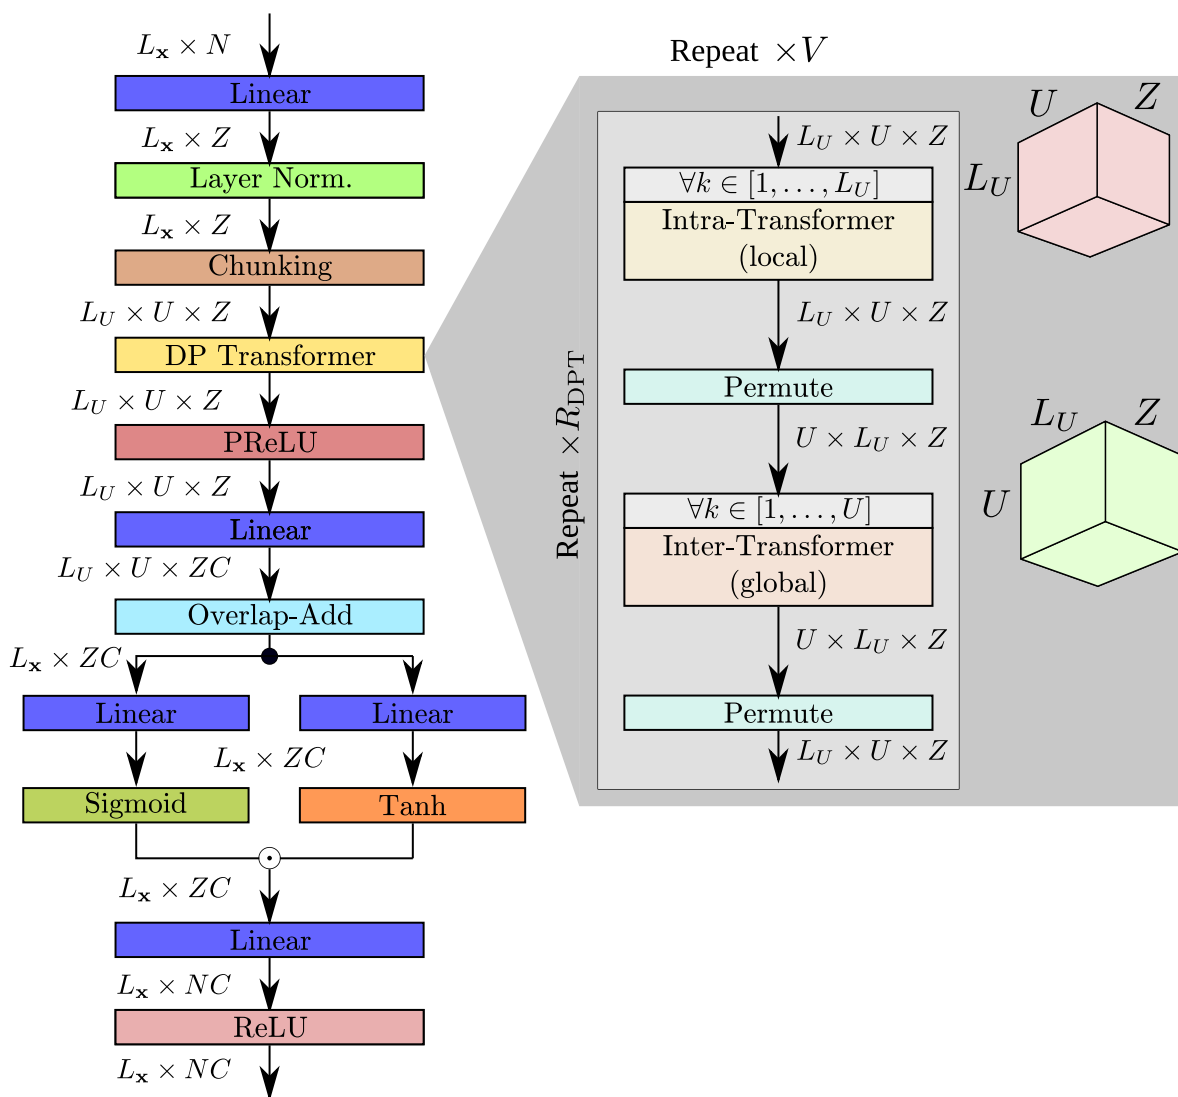 L_x × N
Linear
L_x × Z
Layer Norm.
L_x × Z
Chunking
L_U × U × Z
DP Transformer
L_U × U × Z
PReLU
L_U × U × Z
Linear
L_U × U × ZC
Overlap-Add
L_x × ZC
Linear Linear
L_x × ZC
Sigmoid Tanh
L_x × ZC
Linear
L_x × NC
ReLU
L_x × NC
Repeat ×V
Repeat ×R_DPT
L_U × U × Z
∀k ∈ [1, . . . , L_U]
Intra-Transformer
(local)
L_U × U × Z
Permute
U × L_U × Z
∀k ∈ [1, . . . , U]
Inter-Transformer
(global)
U × L_U × Z
Permute
L_U × U × Z
U Z
L_U
L_U Z
U